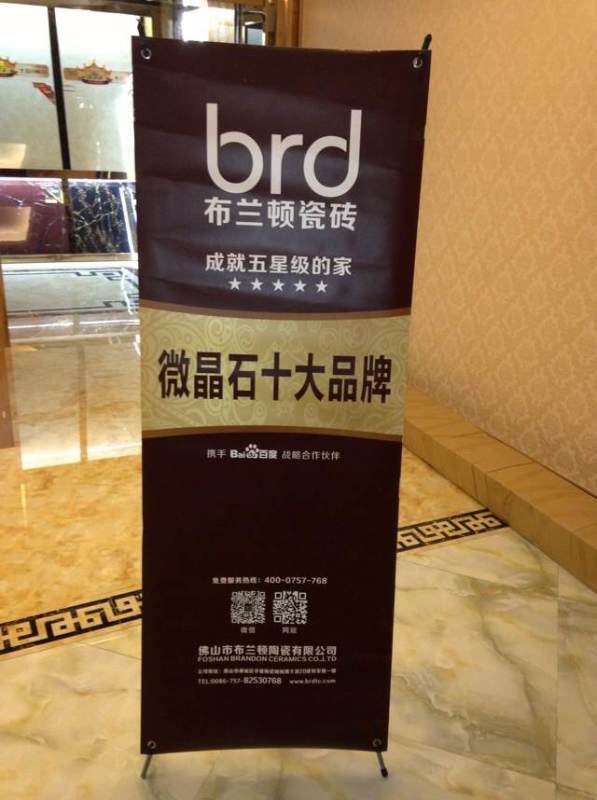 brd
布兰顿瓷砖
成就五星级的家
★★★★★
微晶石十大品牌
携手 Bai百度 战略合作伙伴
免费服务热线：400-0757-768
微信 网站
佛山市布兰顿陶瓷有限公司
FOSHAN BRANDON CERAMICS CO.,LTD
TEL:0086-757-82530768 www.brdtc.com